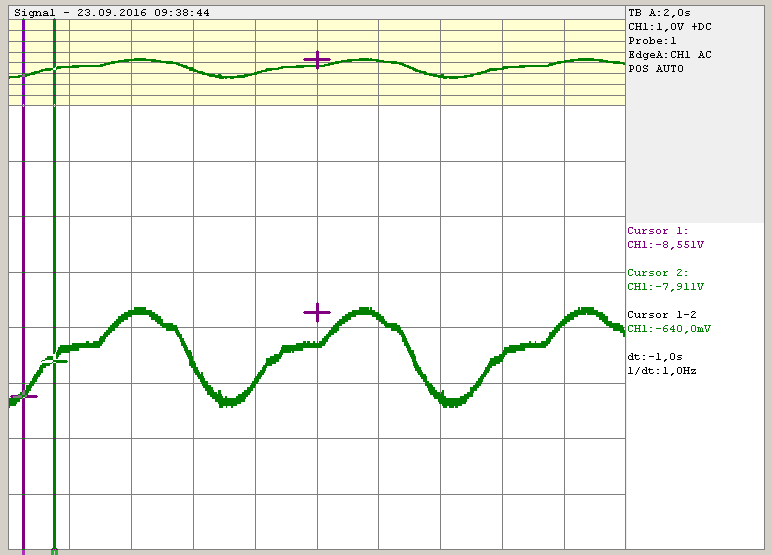 Signal - 23.09.2016 09:38:44
TB A:2,0s
CH1:1,0V +DC
Probe:1
EdgeA:CH1 AC
POS AUTO
Cursor 1:
CH1:-8,551V
Cursor 2:
CH1:-7,911V
Cursor 1-2
CH1:-640,0mV
dt:-1,0s
1/dt:1,0Hz